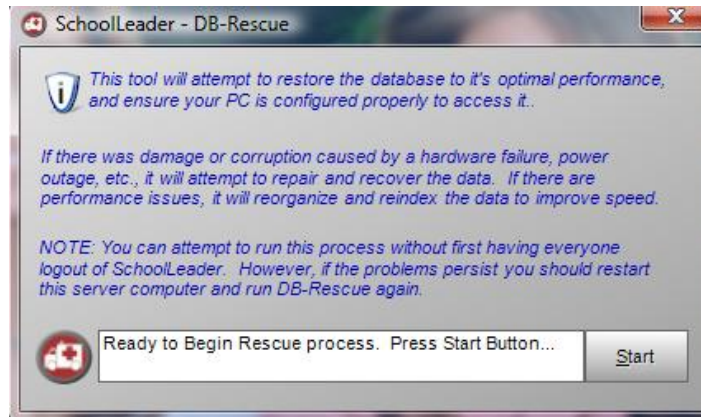 SchoolLeader - DB-Rescue
This tool will attempt to restore the database to it's optimal performance,
and ensure your PC is configured properly to access it..
If there was damage or corruption caused by a hardware failure, power
outage, etc., it will attempt to repair and recover the data. If there are
performance issues, it will reorganize and reindex the data to improve speed.
NOTE: You can attempt to run this process without first having everyone
logout of SchoolLeader. However, if the problems persist you should restart
this server computer and run DB-Rescue again.
Ready to Begin Rescue process. Press Start Button...
Start